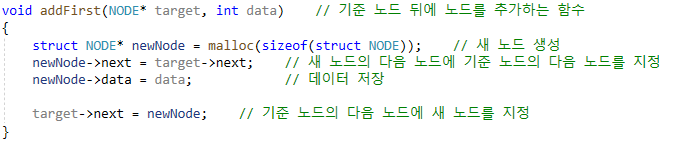 void addFirst(NODE* target, int data)    // 기준 노드 뒤에 노드를 추가하는 함수
{
    struct NODE* newNode = malloc(sizeof(struct NODE));    // 새 노드 생성
    newNode->next = target->next;    // 새 노드의 다음 노드에 기준 노드의 다음 노드를 지정
    newNode->data = data;            // 데이터 저장
    target->next = newNode;    // 기준 노드의 다음 노드에 새 노드를 지정
}